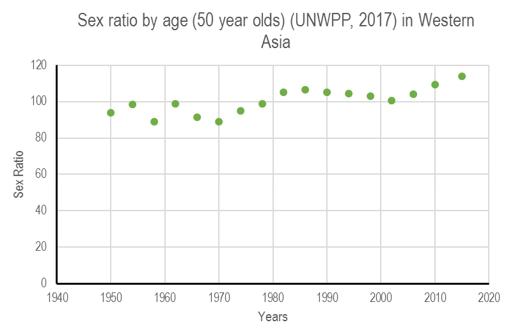 Sex ratio by age (50 year olds) (UNWPP, 2017) in Western
Asia
120
100
80
60
40
20
0
Sex Ratio
1940 1950 1960 1970 1980 1990 2000 2010 2020
Years